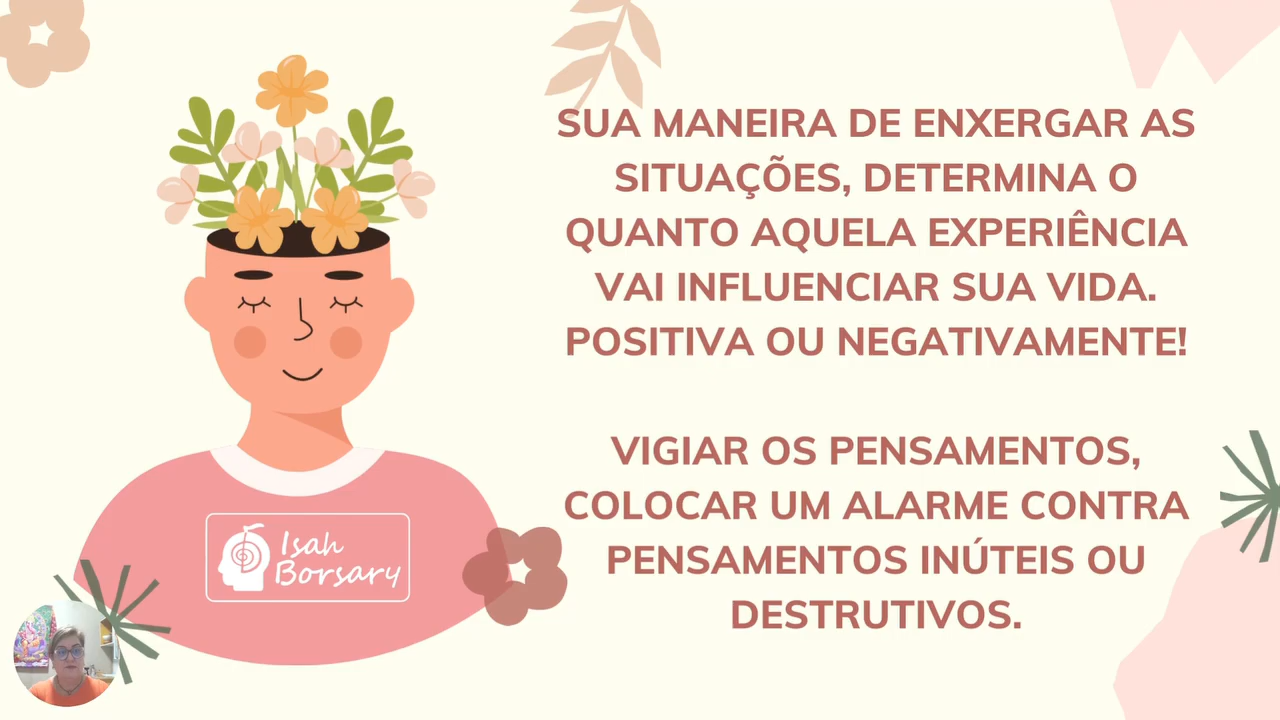 SUA MANEIRA DE ENXERGAR AS
SITUAÇÕES, DETERMINA O
QUANTO AQUELA EXPERIÊNCIA
VAI INFLUENCIAR SUA VIDA.
POSITIVA OU NEGATIVAMENTE!
VIGIAR OS PENSAMENTOS,
COLOCAR UM ALARME CONTRA
PENSAMENTOS INÚTEIS OU
DESTRUTIVOS.
Isah
Borsary